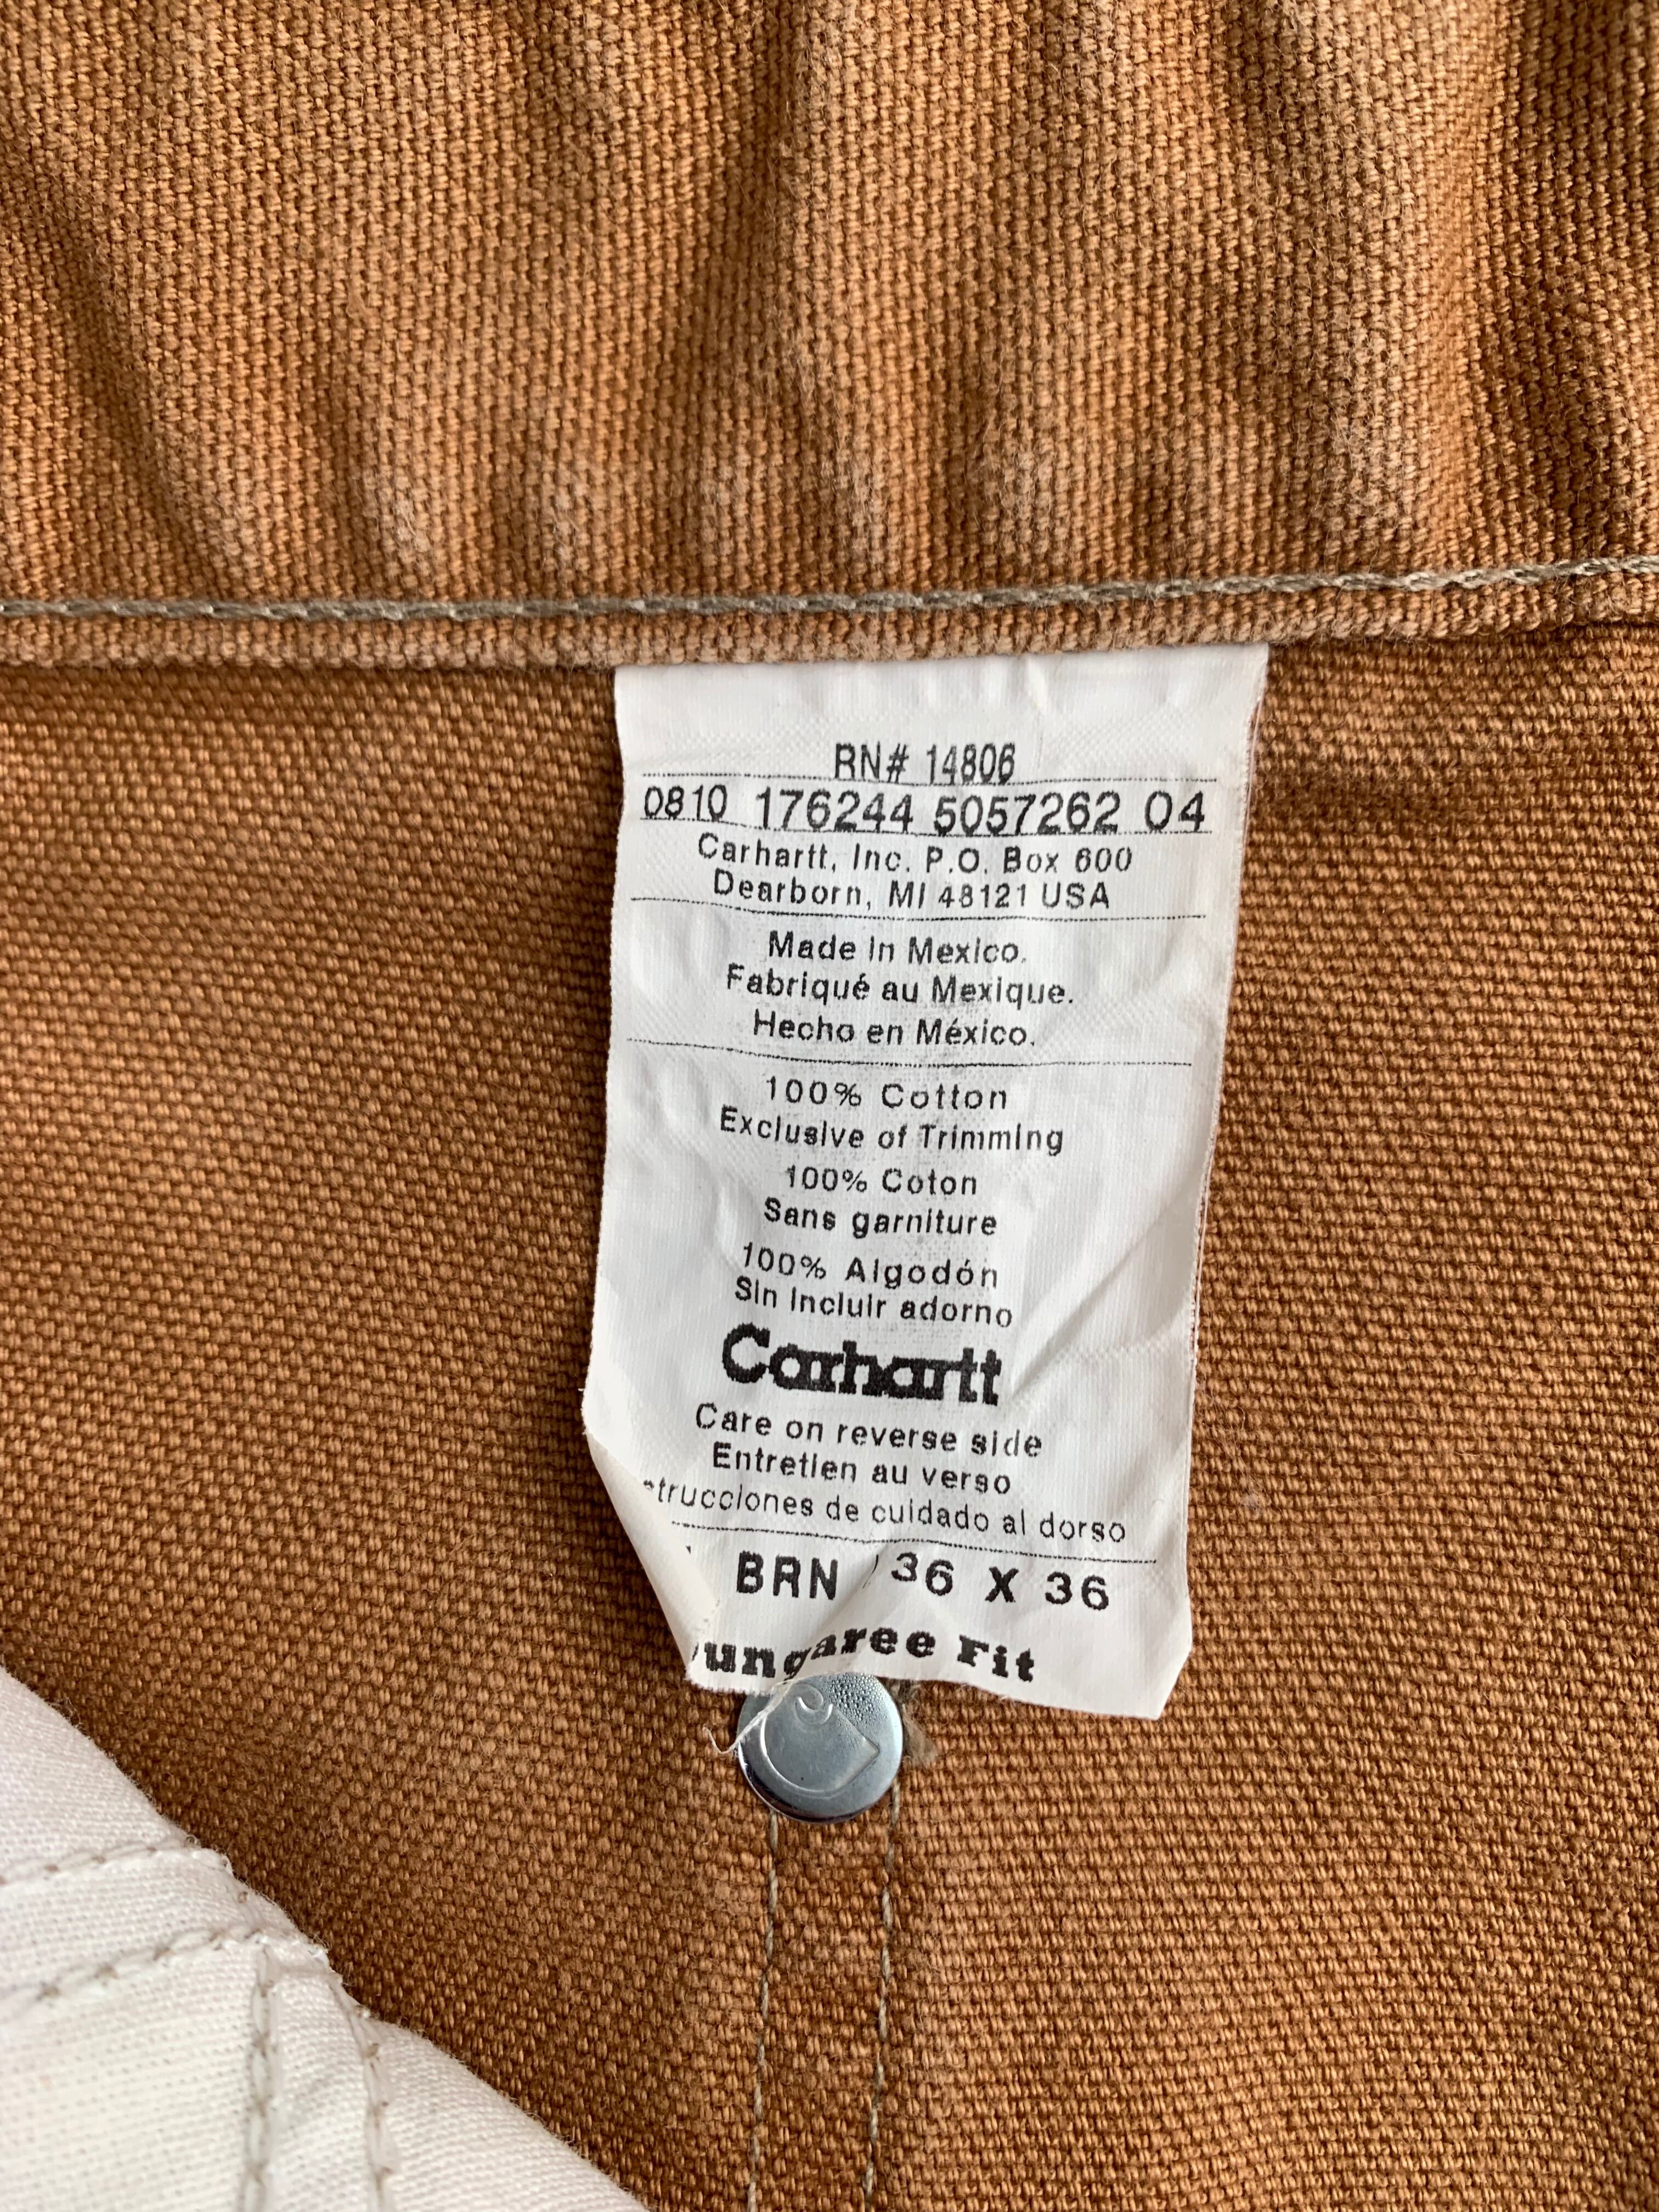 RN# 14806
0810 176244 5057262 04
Carhartt, Inc. P.O. Box 600
Dearborn, MI 48121 USA
Made in Mexico.
Fabriqué au Mexique.
Hecho en México.
100% Cotton
Exclusive of Trimming
100% Coton
Sans garniture
100% Algodón
Sin incluir adorno
Carhartt
Care on reverse side
Entretien au verso
de cuidado al dorso
BRN 36 X 36
Fit